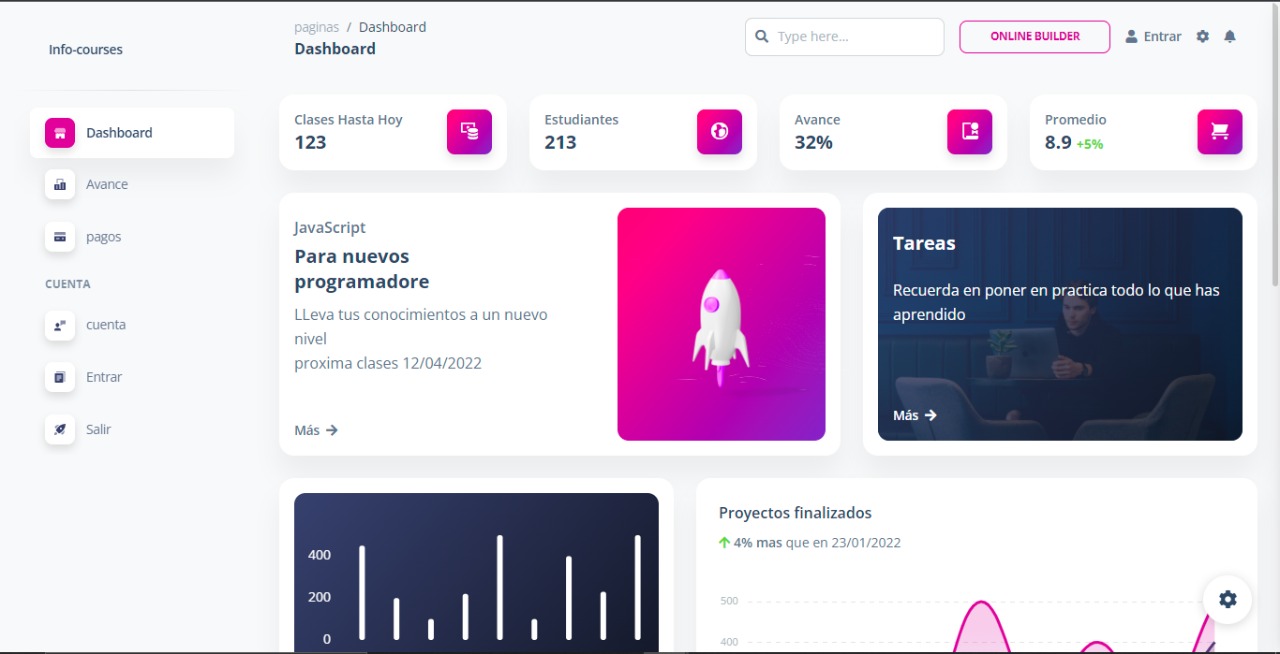 Info-courses
paginas / Dashboard
Dashboard
Type here...
ONLINE BUILDER
Entrar
Dashboard
Avance
pagos
CUENTA
cuenta
Entrar
Salir
Clases Hasta Hoy
123
Estudiantes
213
Avance
32%
Promedio
8.9 +5%
JavaScript
Para nuevos
programadore
LLeva tus conocimientos a un nuevo
nivel
proxima clases 12/04/2022
Más
Tareas
Recuerda en poner en practica todo lo que has
aprendido
Más
400
200
0
Proyectos finalizados
4% mas que en 23/01/2022
500
400